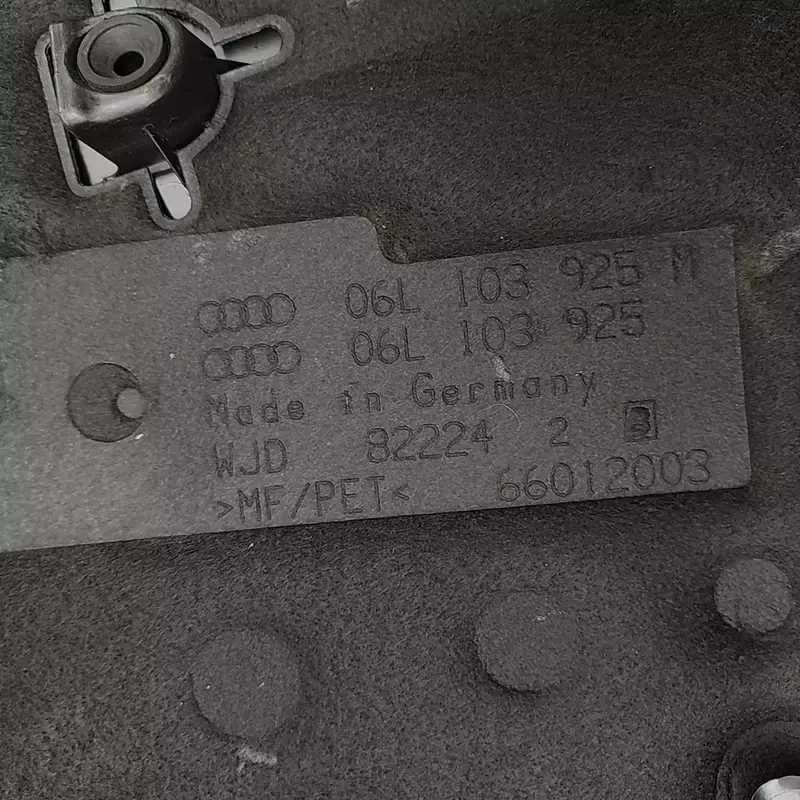 06L 103 925 M
06L 103 925
Made in Germany
WJD 82224 2
>MF/PET< 66012003